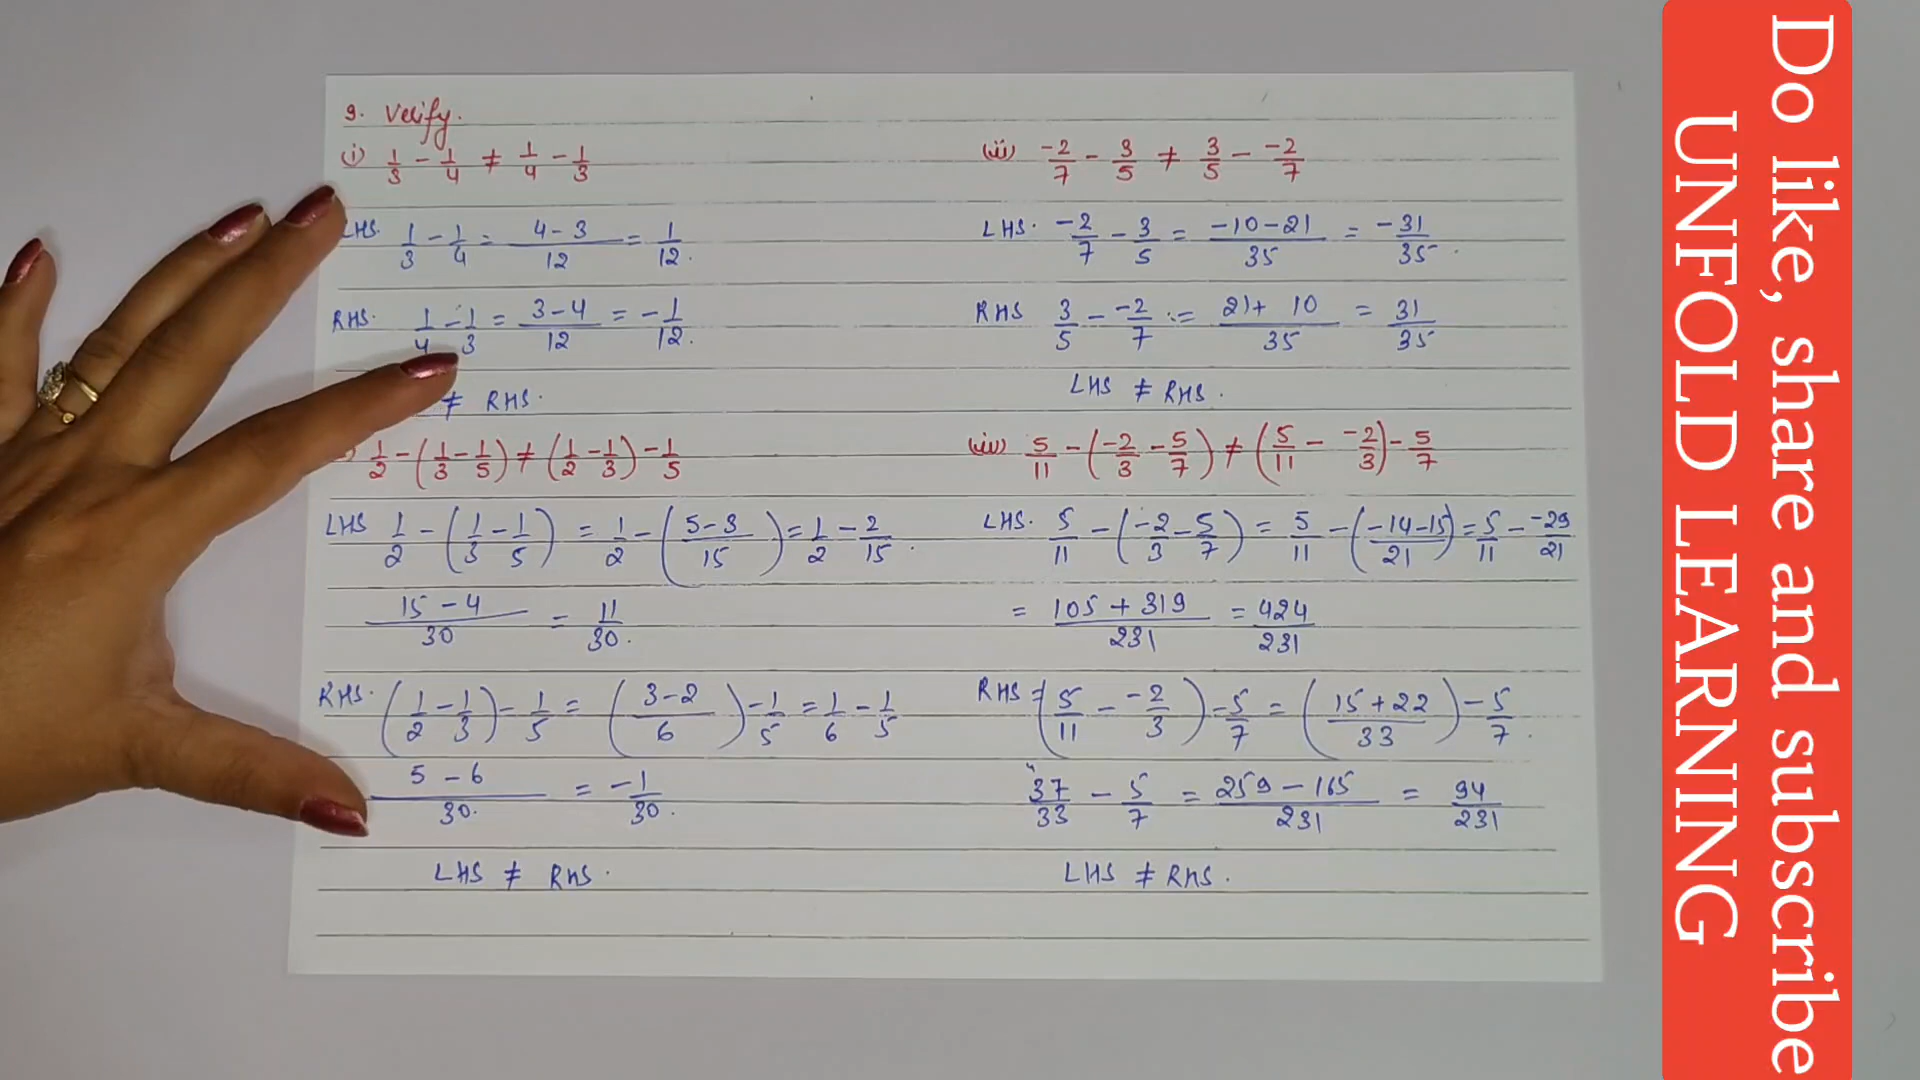 9. Verify.
(i) 1/3 - 1/4 ≠ 1/4 - 1/3
LHS. 1/3 - 1/4 = (4-3)/12 = 1/12.
RHS. 1/4 - 1/3 = (3-4)/12 = -1/12.
≠ RHS.
1/2 - (1/3 - 1/5) ≠ (1/2 - 1/3) - 1/5
LHS 1/2 - (1/3 - 1/5) = 1/2 - ((5-3)/15) = 1/2 - 2/15.
(15-4)/30 = 11/30.
RHS. (1/2 - 1/3) - 1/5 = ((3-2)/6) - 1/5 = 1/6 - 1/5
(5-6)/30. = -1/30.
LHS ≠ RHS.
(iii) -2/7 - 3/5 ≠ 3/5 - -2/7
LHS. -2/7 - 3/5 = (-10-21)/35 = -31/35.
RHS 3/5 - -2/7 = (21+10)/35 = 31/35
LHS ≠ RHS.
5/11 - (-2/3 - 5/7) ≠ (5/11 - -2/3) - 5/7
LHS. 5/11 - (-2/3 - 5/7) = 5/11 - ((-14-15)/21) = 5/11 - -29/21
= (105+319)/231 = 424/231
RHS = (5/11 - -2/3) - 5/7 = ((15+22)/33) - 5/7.
37/33 - 5/7 = (259-165)/231 = 94/231
LHS ≠ RHS.
Do like, share and subscribe
UNFOLD LEARNING